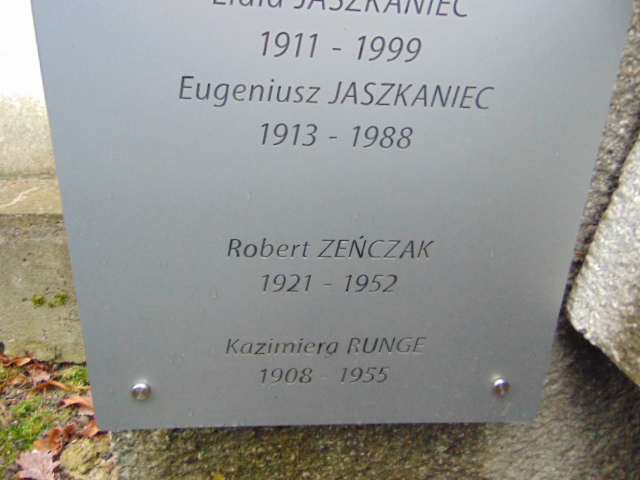 JASZKANIEC
1911 - 1999
Eugeniusz JASZKANIEC
1913 - 1988
Robert ZEŃCZAK
1921 - 1952
Kazimiera RUNGE
1908 - 1955